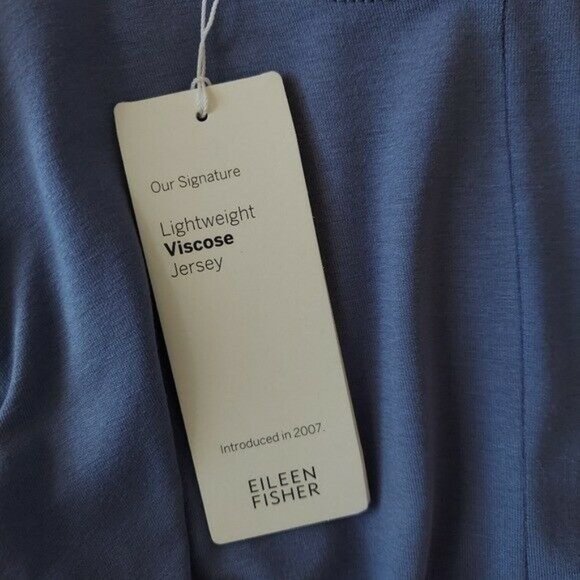 Our Signature
Lightweight
Viscose
Jersey
Introduced in 2007.
EILEEN
FISHER